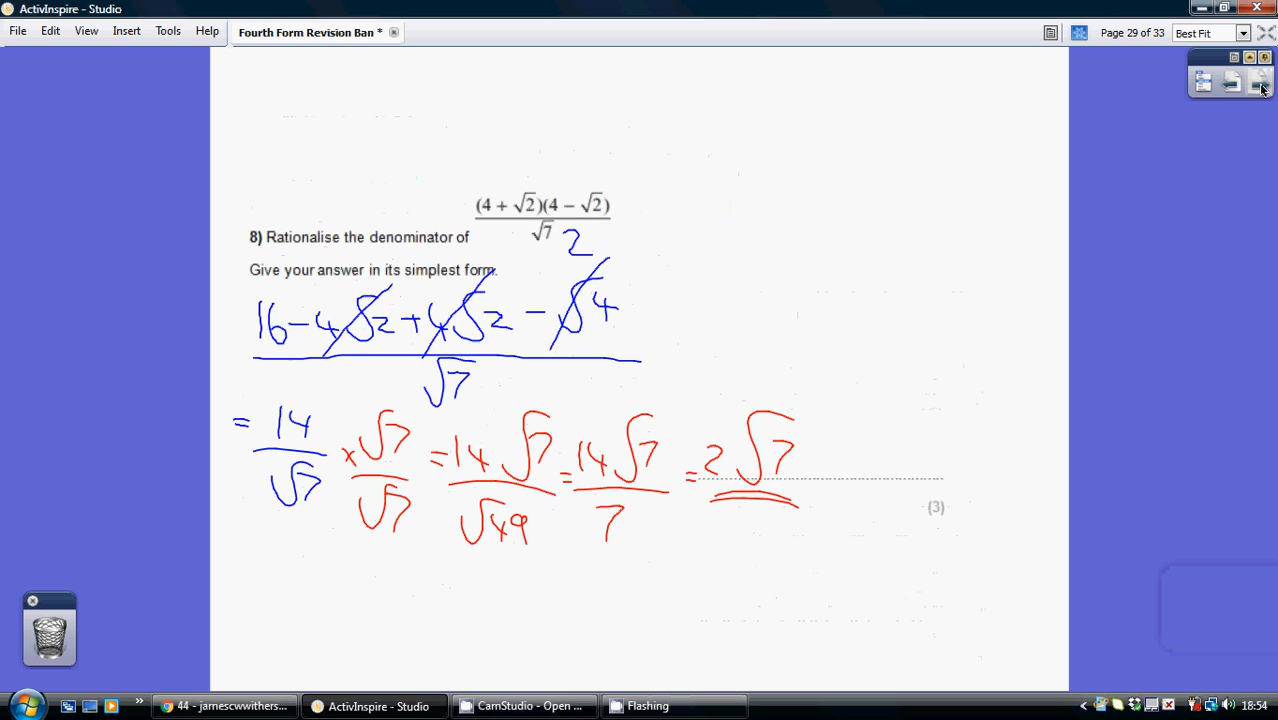 ActivInspire - Studio
File Edit View Insert Tools Help
Fourth Form Revision Ban *
Page 29 of 33
Best Fit
(4 + √2)(4 − √2)
8) Rationalise the denominator of
√7
2
Give your answer in its simplest form.
16 − 4√2 + 4√2 − √4
√7
= 14 × √7 = 14√7 = 14√7 = 2√7
√7 √7 √49 7
(3)
44 - jamescwwithers...
ActivInspire - Studio
CamStudio - Open ...
Flashing
18:54